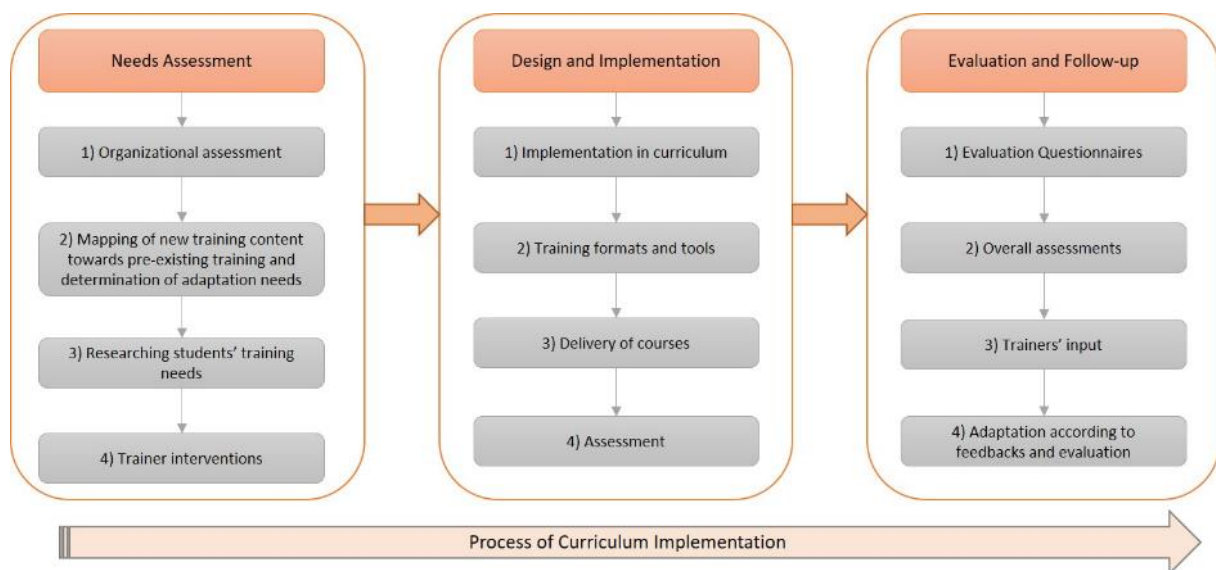 Needs Assessment
1) Organizational assessment
2) Mapping of new training content
towards pre-existing training and
determination of adaptation needs
3) Researching students’ training
needs
4) Trainer interventions
Design and Implementation
1) Implementation in curriculum
2) Training formats and tools
3) Delivery of courses
4) Assessment
Evaluation and Follow-up
1) Evaluation Questionnaires
2) Overall assessments
3) Trainers’ input
4) Adaptation according to
feedbacks and evaluation
Process of Curriculum Implementation